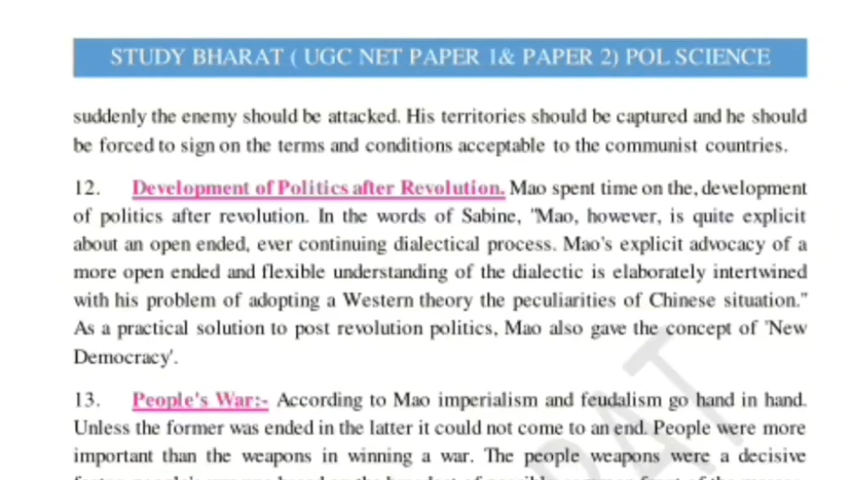 STUDY BHARAT ( UGC NET PAPER 1& PAPER 2) POL SCIENCE
suddenly the enemy should be attacked. His territories should be captured and he should
be forced to sign on the terms and conditions acceptable to the communist countries.
12. Development of Politics after Revolution. Mao spent time on the, development
of politics after revolution. In the words of Sabine, "Mao, however, is quite explicit
about an open ended, ever continuing dialectical process. Mao's explicit advocacy of a
more open ended and flexible understanding of the dialectic is elaborately intertwined
with his problem of adopting a Western theory the peculiarities of Chinese situation."
As a practical solution to post revolution politics, Mao also gave the concept of 'New
Democracy'.
13. People's War:- According to Mao imperialism and feudalism go hand in hand.
Unless the former was ended in the latter it could not come to an end. People were more
important than the weapons in winning a war. The people weapons were a decisive